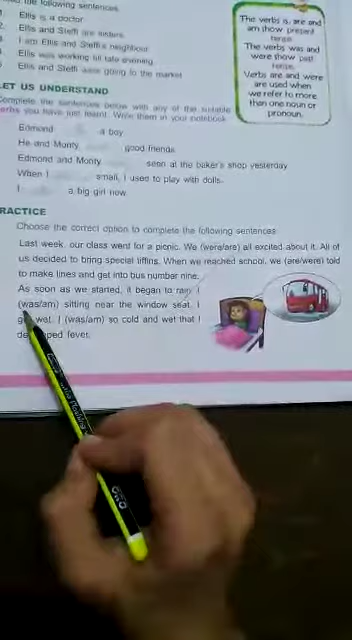 the following sentences.
Ellis is a doctor.
Ellis and Steffi are sisters.
I am Ellis and Steffi's neighbour.
Ellis was working till late evening.
Ellis and Steffi were going to the market.
The verbs is, are and
am show present
tense.
The verbs was and
were show past
tense.
Verbs are and were
are used when
we refer to more
than one noun or
pronoun.
LET US UNDERSTAND
Complete the sentences below with any of the suitable
verbs you have just learnt. Write them in your notebook.
Edmond a boy.
He and Monty good friends.
Edmond and Monty seen at the baker's shop yesterday.
When I small, I used to play with dolls.
I a big girl now.
PRACTICE
Choose the correct option to complete the following sentences.
Last week, our class went for a picnic. We (were/are) all excited about it. All of
us decided to bring special tiffins. When we reached school, we (are/were) told
to make lines and get into bus number nine.
As soon as we started, it began to rain. I
(was/am) sitting near the window seat. I
wet. I (was/am) so cold and wet that I
fever.